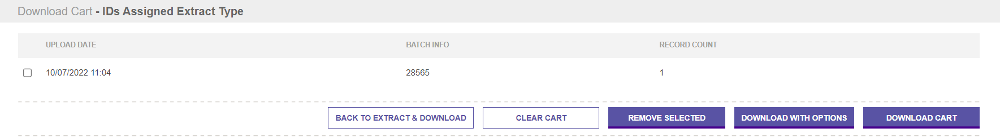 Download Cart - IDs Assigned Extract Type
UPLOAD DATE BATCH INFO RECORD COUNT
10/07/2022 11:04 28565 1
BACK TO EXTRACT & DOWNLOAD CLEAR CART REMOVE SELECTED DOWNLOAD WITH OPTIONS DOWNLOAD CART